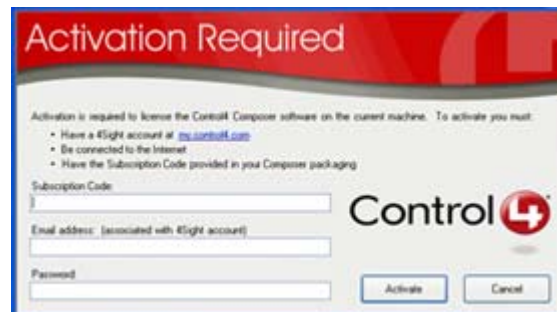 Activation Required
Activation is required to license the Control4 Composer software on the current machine. To activate you must:
• Have a 4Sight account at my.control4.com
• Be connected to the Internet
• Have the Subscription Code provided in your Composer packaging
Subscription Code:
Email address: (associated with 4Sight account)
Password:
Control4
Activate
Cancel